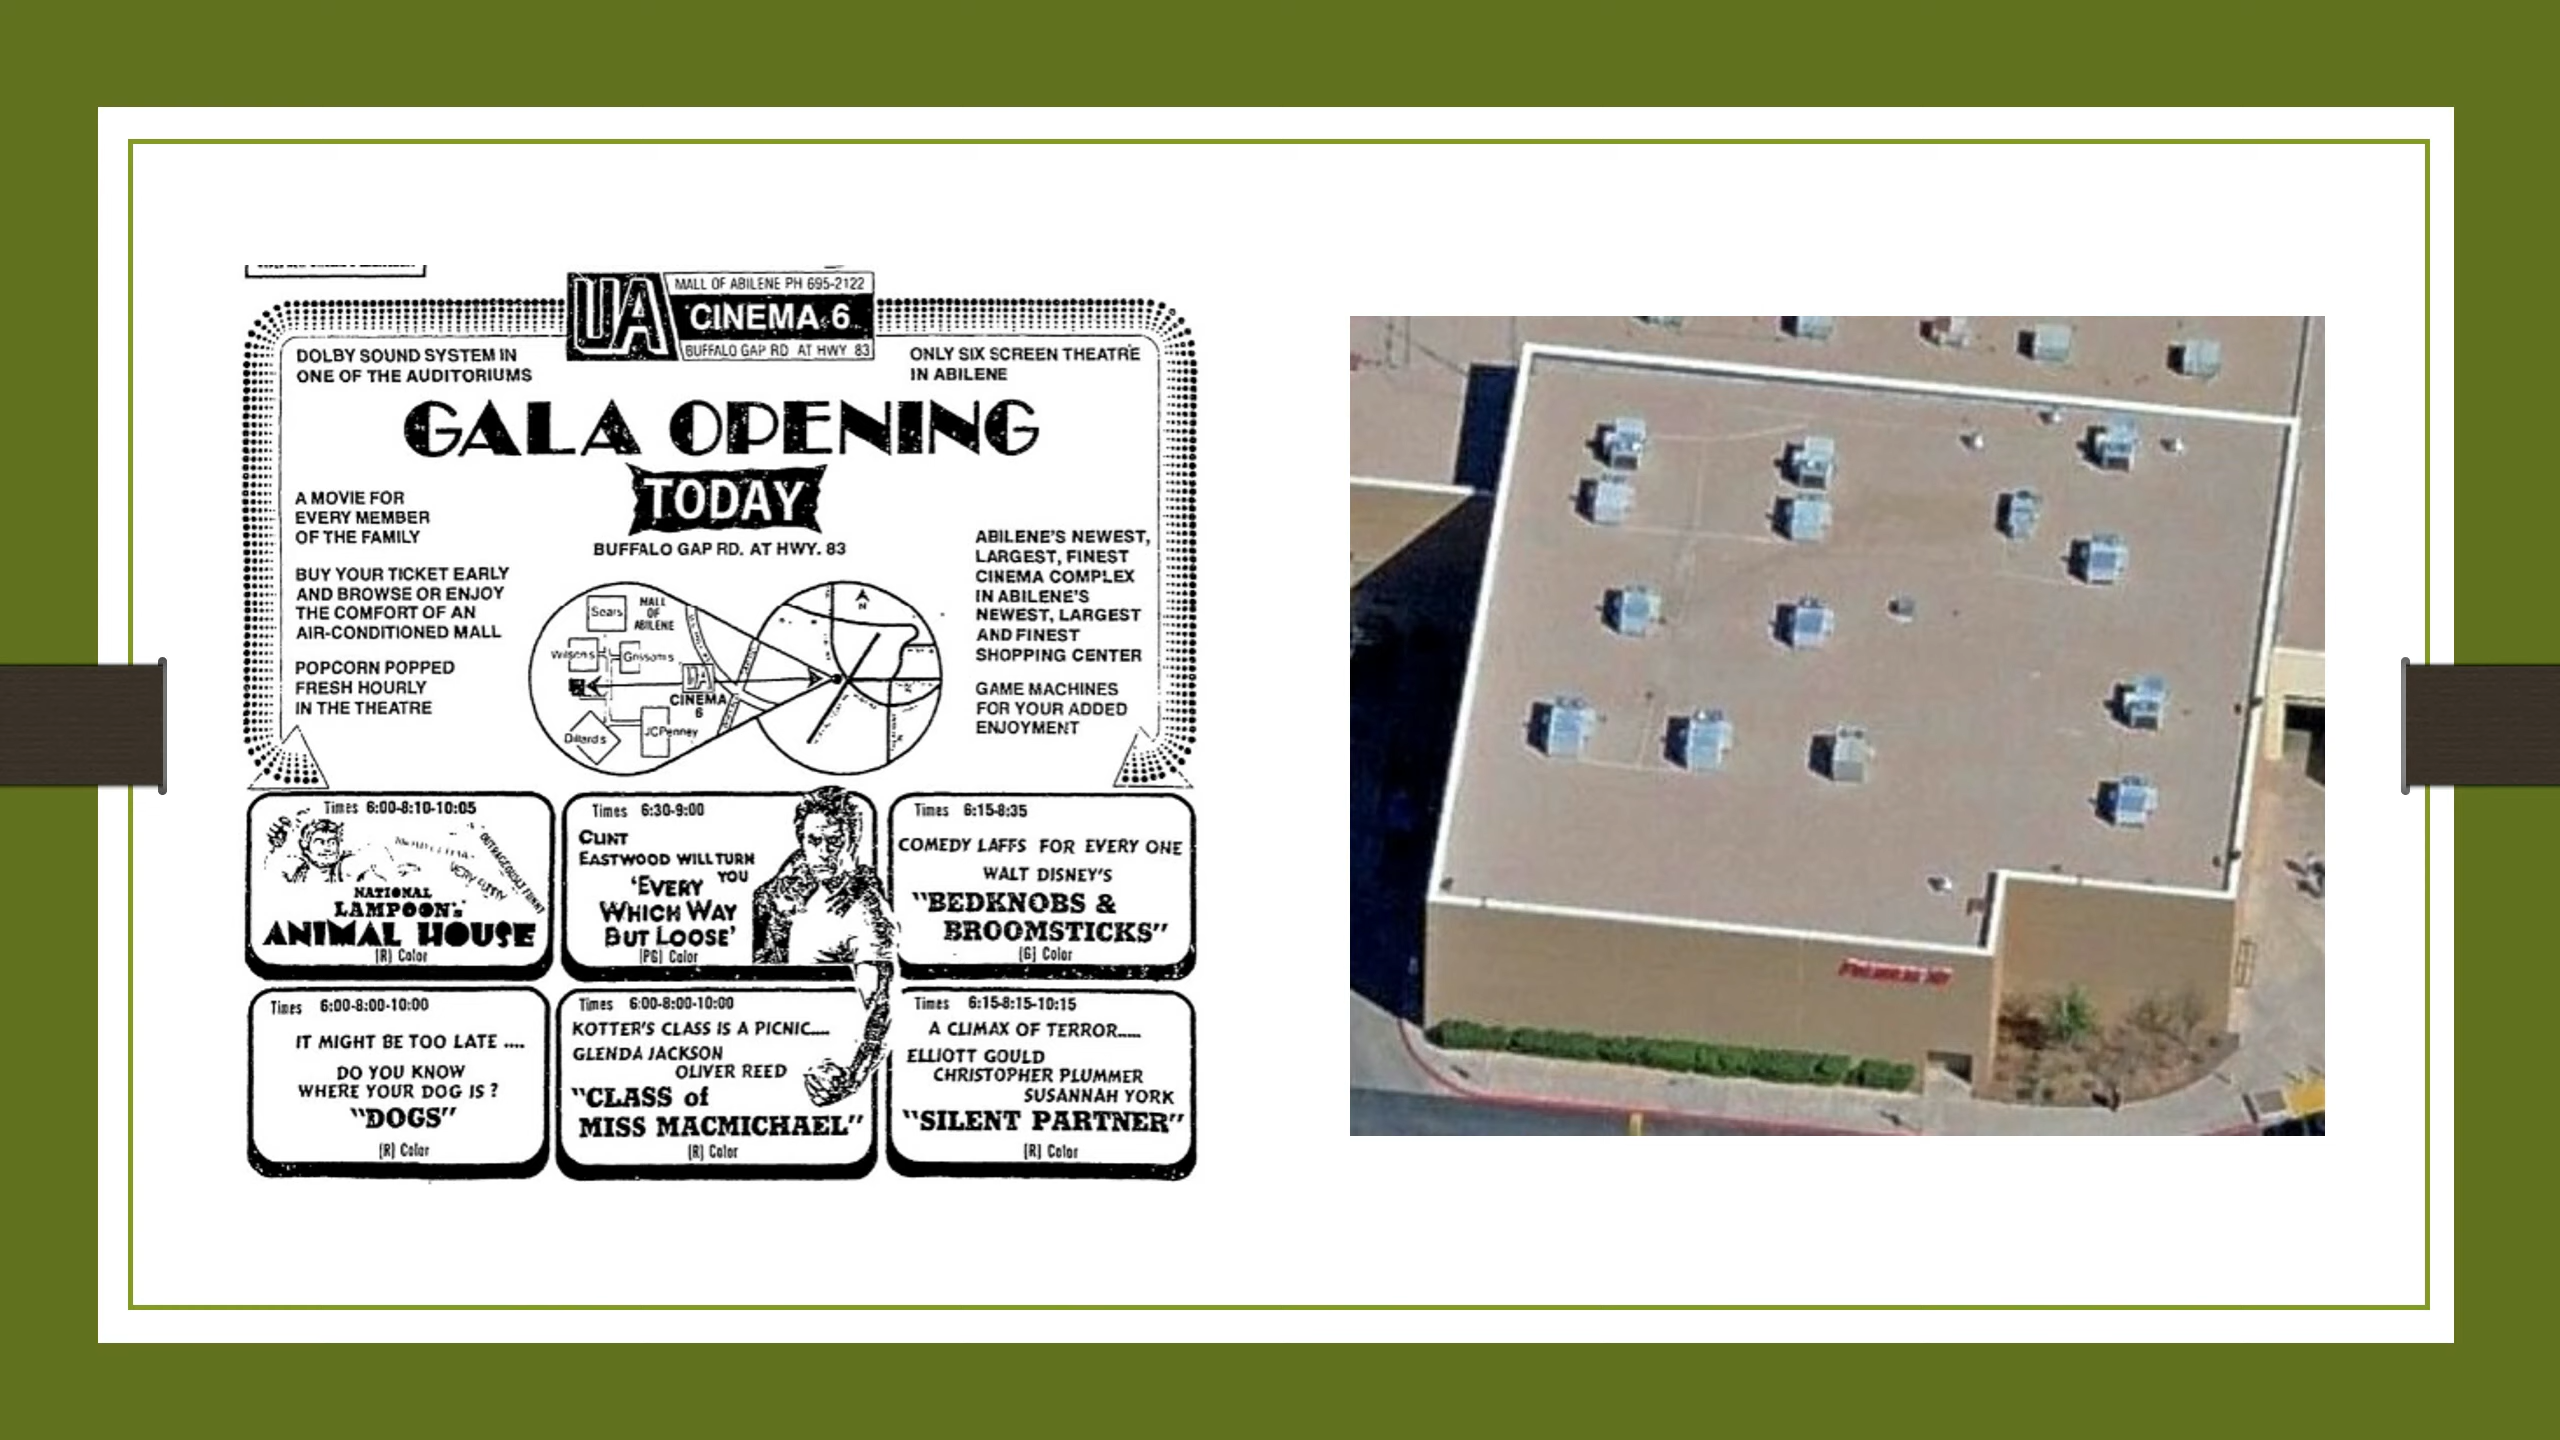 UA
MALL OF ABILENE PH 695-2122
CINEMA 6
BUFFALO GAP RD AT HWY 83
DOLBY SOUND SYSTEM IN
ONE OF THE AUDITORIUMS
ONLY SIX SCREEN THEATRE
IN ABILENE
GALA OPENING
TODAY
BUFFALO GAP RD. AT HWY. 83
A MOVIE FOR
EVERY MEMBER
OF THE FAMILY
BUY YOUR TICKET EARLY
AND BROWSE OR ENJOY
THE COMFORT OF AN
AIR-CONDITIONED MALL
POPCORN POPPED
FRESH HOURLY
IN THE THEATRE
Sears
MALL
OF
ABILENE
Wilson's
Grissom's
UA
CINEMA
6
Dillard's
JCPenney
N
ABILENE'S NEWEST,
LARGEST, FINEST
CINEMA COMPLEX
IN ABILENE'S
NEWEST, LARGEST
AND FINEST
SHOPPING CENTER
GAME MACHINES
FOR YOUR ADDED
ENJOYMENT
Times 6:00-8:10-10:05
OUTRAGEOUSLY FUNNY
VERY FUNNY
NATIONAL
LAMPOON's
ANIMAL HOUSE
(R) Color
Times 6:30-9:00
CLINT
EASTWOOD WILL TURN
YOU
'EVERY
WHICH WAY
BUT LOOSE'
(PG) Color
Times 6:15-8:35
COMEDY LAFFS FOR EVERY ONE
WALT DISNEY'S
"BEDKNOBS &
BROOMSTICKS"
(G) Color
Times 6:00-8:00-10:00
IT MIGHT BE TOO LATE ....
DO YOU KNOW
WHERE YOUR DOG IS ?
"DOGS"
(R) Color
Times 6:00-8:00-10:00
KOTTER'S CLASS IS A PICNIC....
GLENDA JACKSON
OLIVER REED
"CLASS of
MISS MACMICHAEL"
(R) Color
Times 6:15-8:15-10:15
A CLIMAX OF TERROR.....
ELLIOTT GOULD
CHRISTOPHER PLUMMER
SUSANNAH YORK
"SILENT PARTNER"
(R) Color